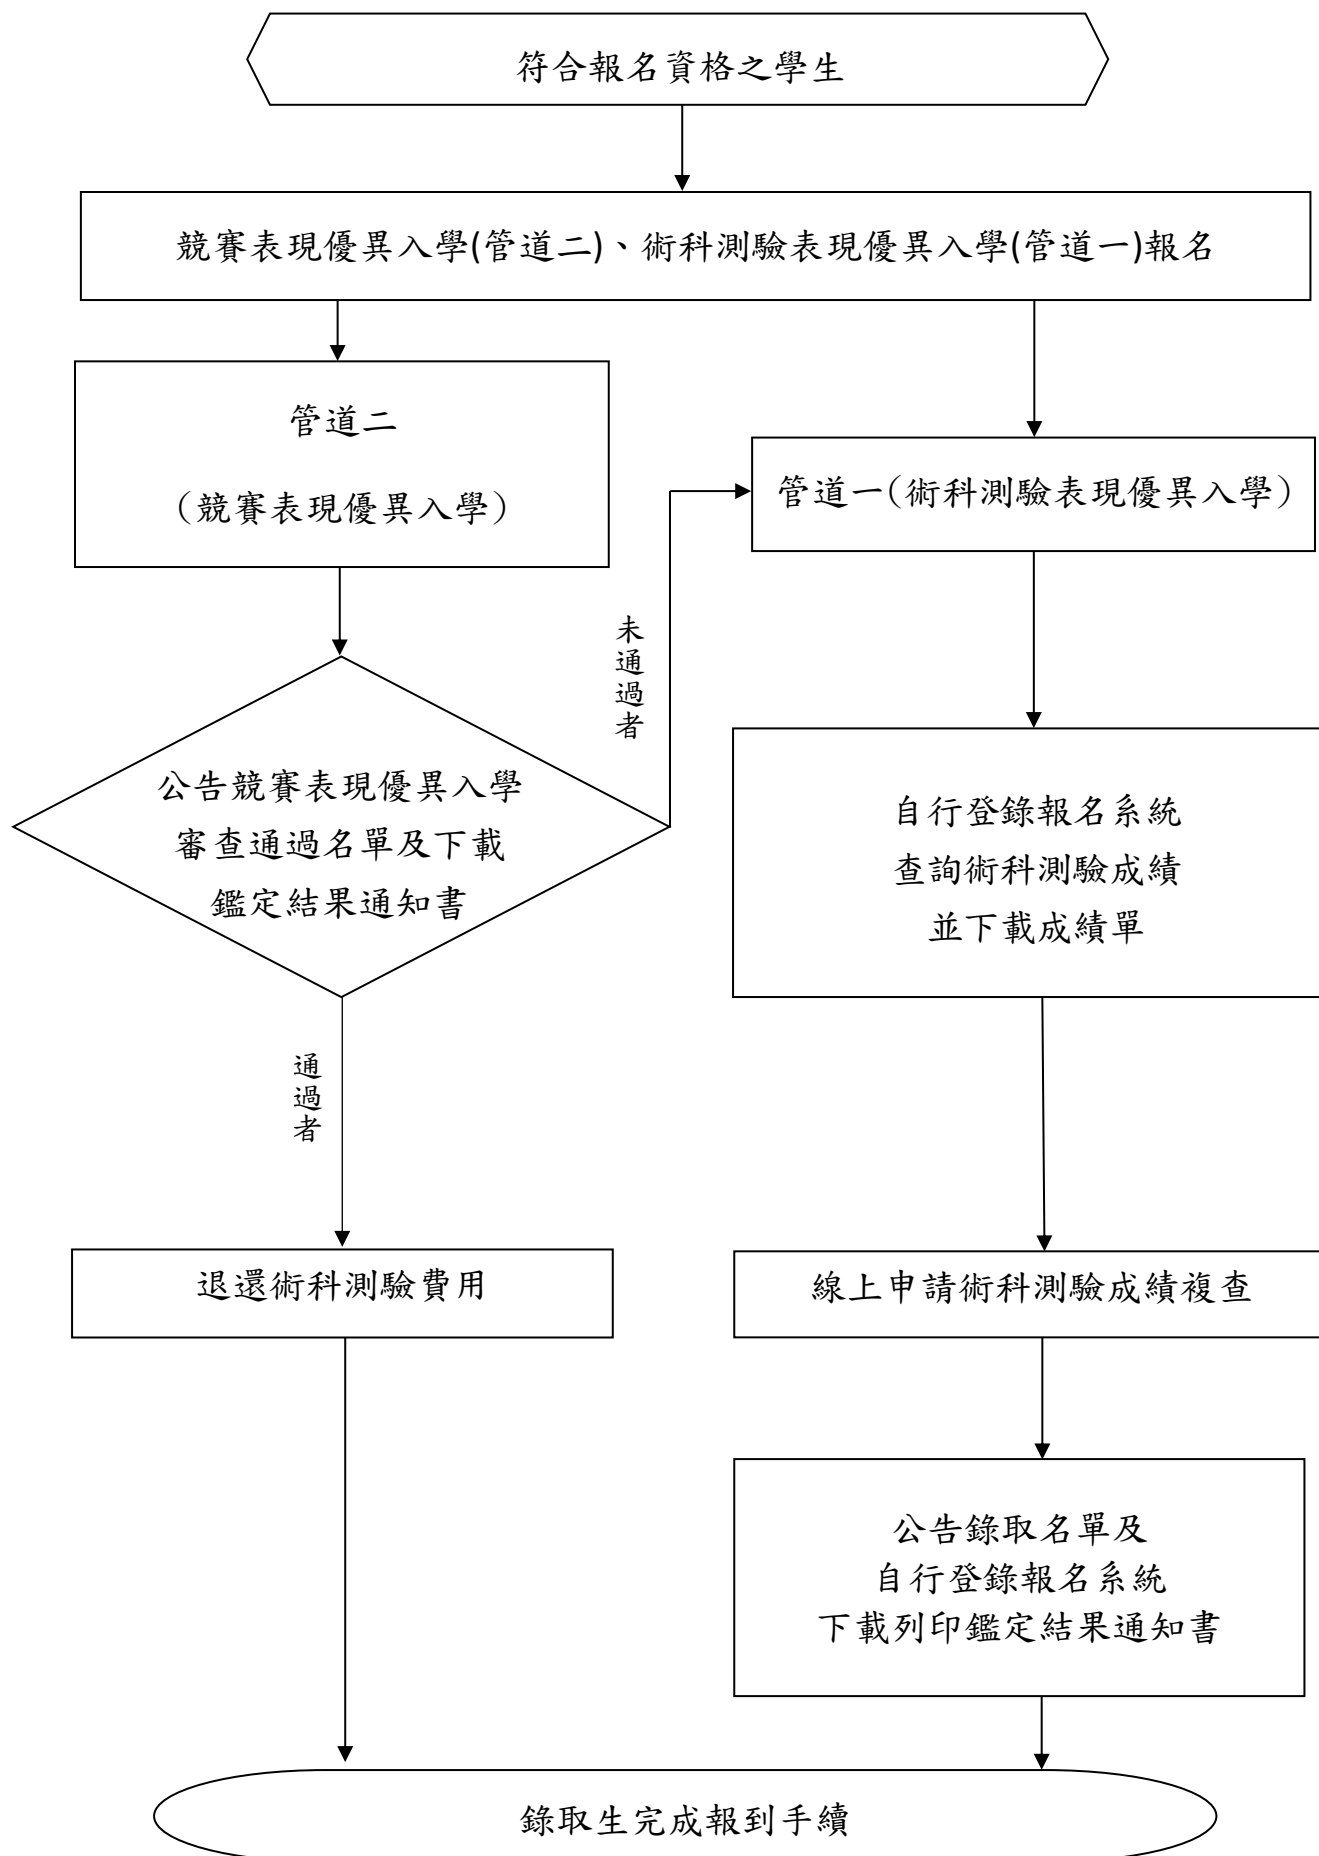 符合報名資格之學生
競賽表現優異入學(管道二)、術科測驗表現優異入學(管道一)報名
管道二
（競賽表現優異入學）
管道一(術科測驗表現優異入學）
未通過者
公告競賽表現優異入學
審查通過名單及下載
鑑定結果通知書
自行登錄報名系統
查詢術科測驗成績
並下載成績單
通過者
退還術科測驗費用
線上申請術科測驗成績複查
公告錄取名單及
自行登錄報名系統
下載列印鑑定結果通知書
錄取生完成報到手續